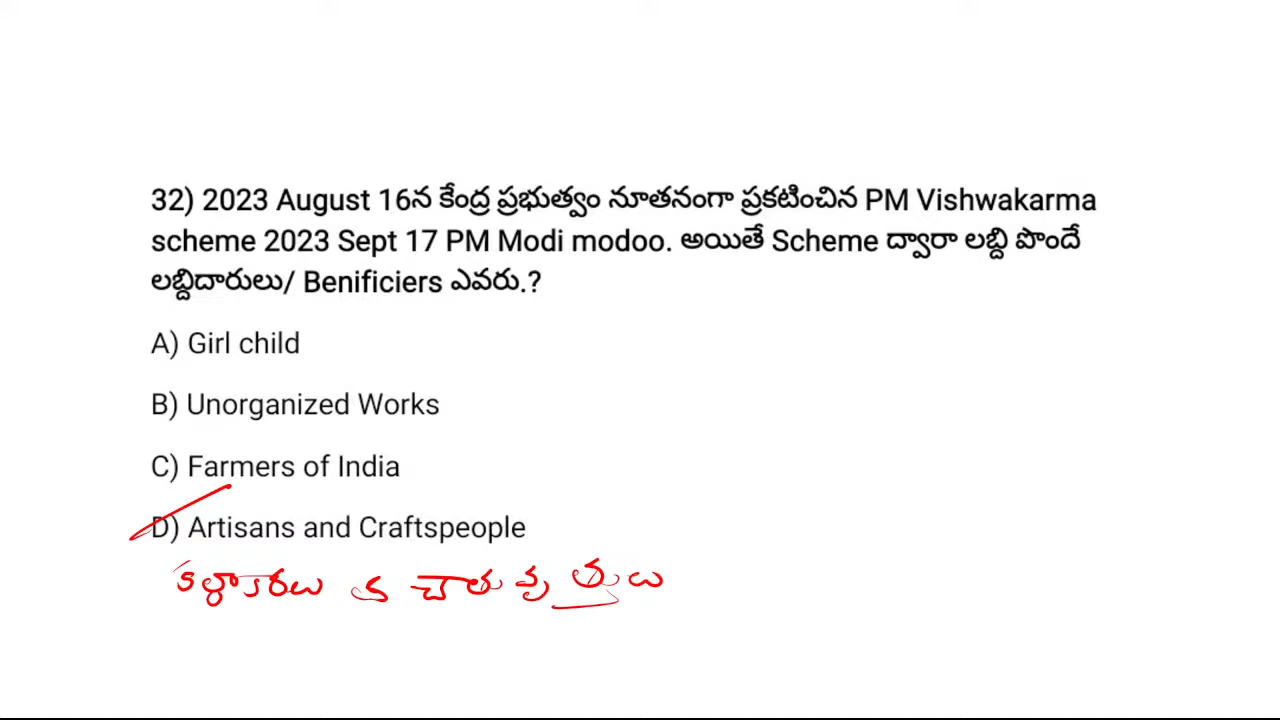 32) 2023 August 16న కేంద్ర ప్రభుత్వం నూతనంగా ప్రకటించిన PM Vishwakarma
scheme 2023 Sept 17 PM Modi modoo. అయితే Scheme ద్వారా లబ్ది పొందే
లబ్దిదారులు/ Benificiers ఎవరు.?
A) Girl child
B) Unorganized Works
C) Farmers of India
D) Artisans and Craftspeople
కళాకారులు